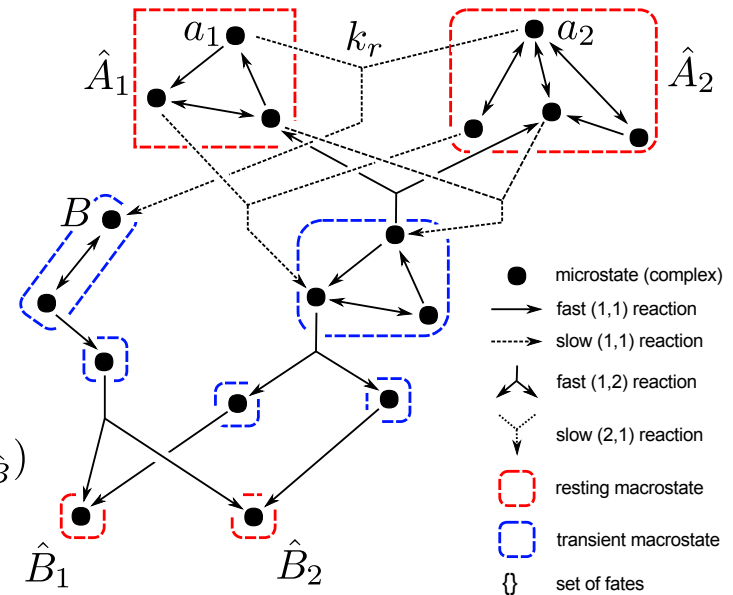 a₁
k_r
a₂
Â₁
Â₂
B
microstate (complex)
fast (1,1) reaction
slow (1,1) reaction
fast (1,2) reaction
slow (2,1) reaction
resting macrostate
transient macrostate
{} set of fates
B̂₁
B̂₂